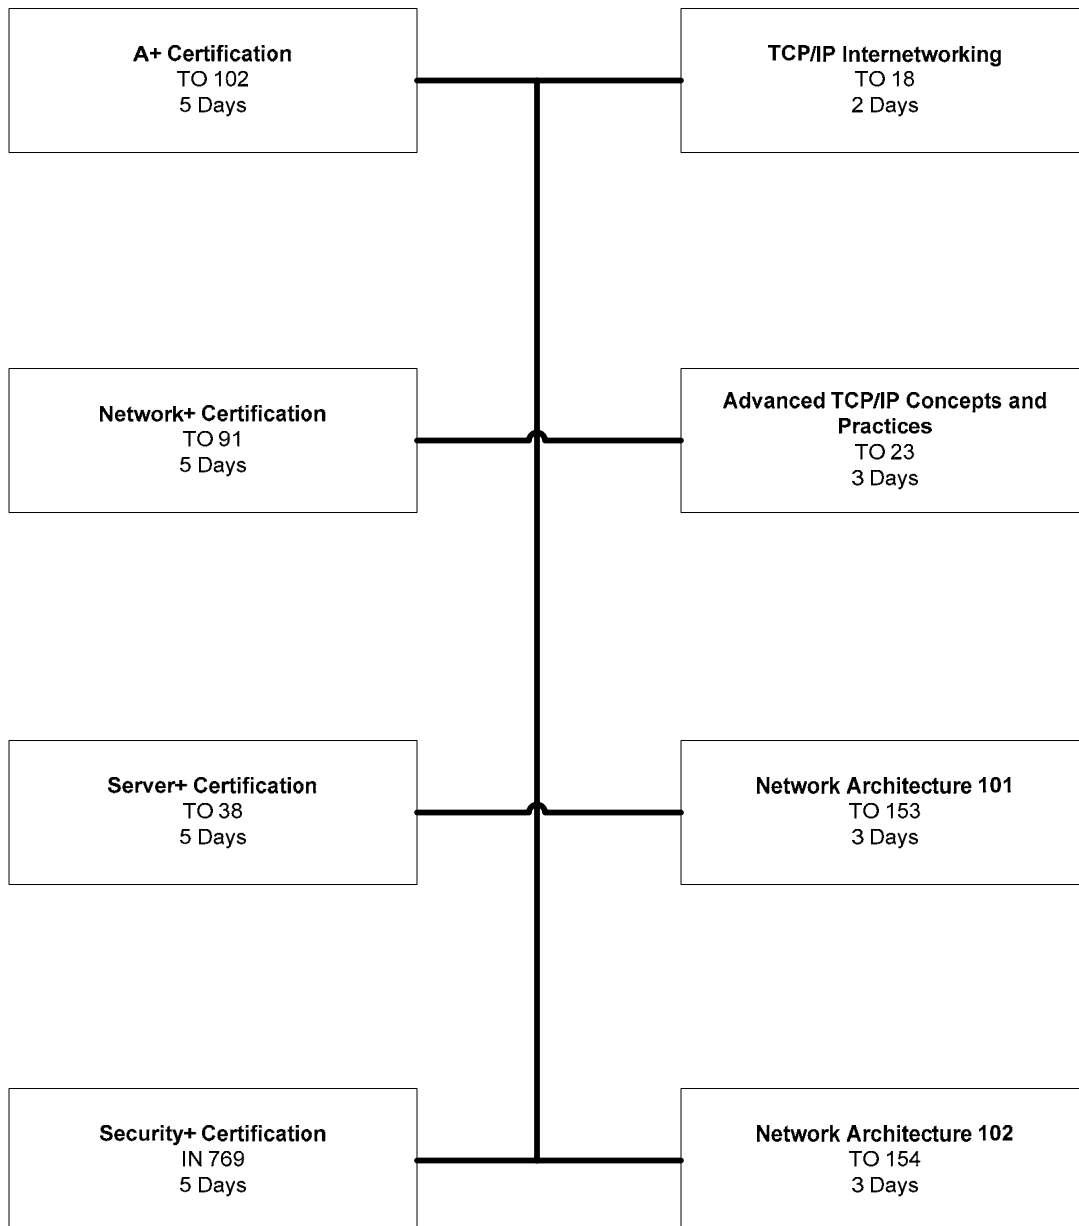 A+ Certification
TO 102
5 Days
TCP/IP Internetworking
TO 18
2 Days
Network+ Certification
TO 91
5 Days
Advanced TCP/IP Concepts and
Practices
TO 23
3 Days
Server+ Certification
TO 38
5 Days
Network Architecture 101
TO 153
3 Days
Security+ Certification
IN 769
5 Days
Network Architecture 102
TO 154
3 Days